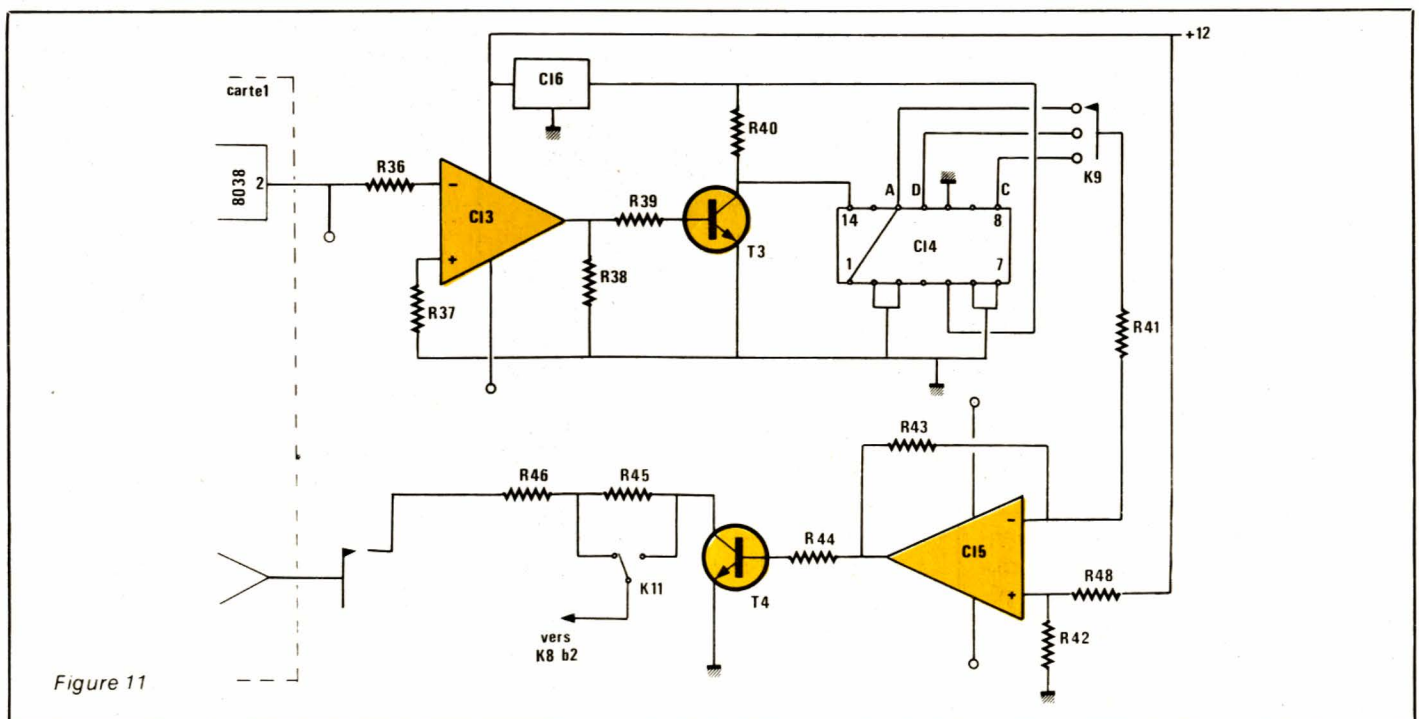 +12
carte1
CI6
R40
8038
2
R36
-
CI3
+
R39
T3
A
D
C
K9
14
8
CI4
1
7
R37
R38
R41
R43
R46
R45
R44
-
CI5
+
R48
K11
T4
R42
vers
K8 b2
Figure 11